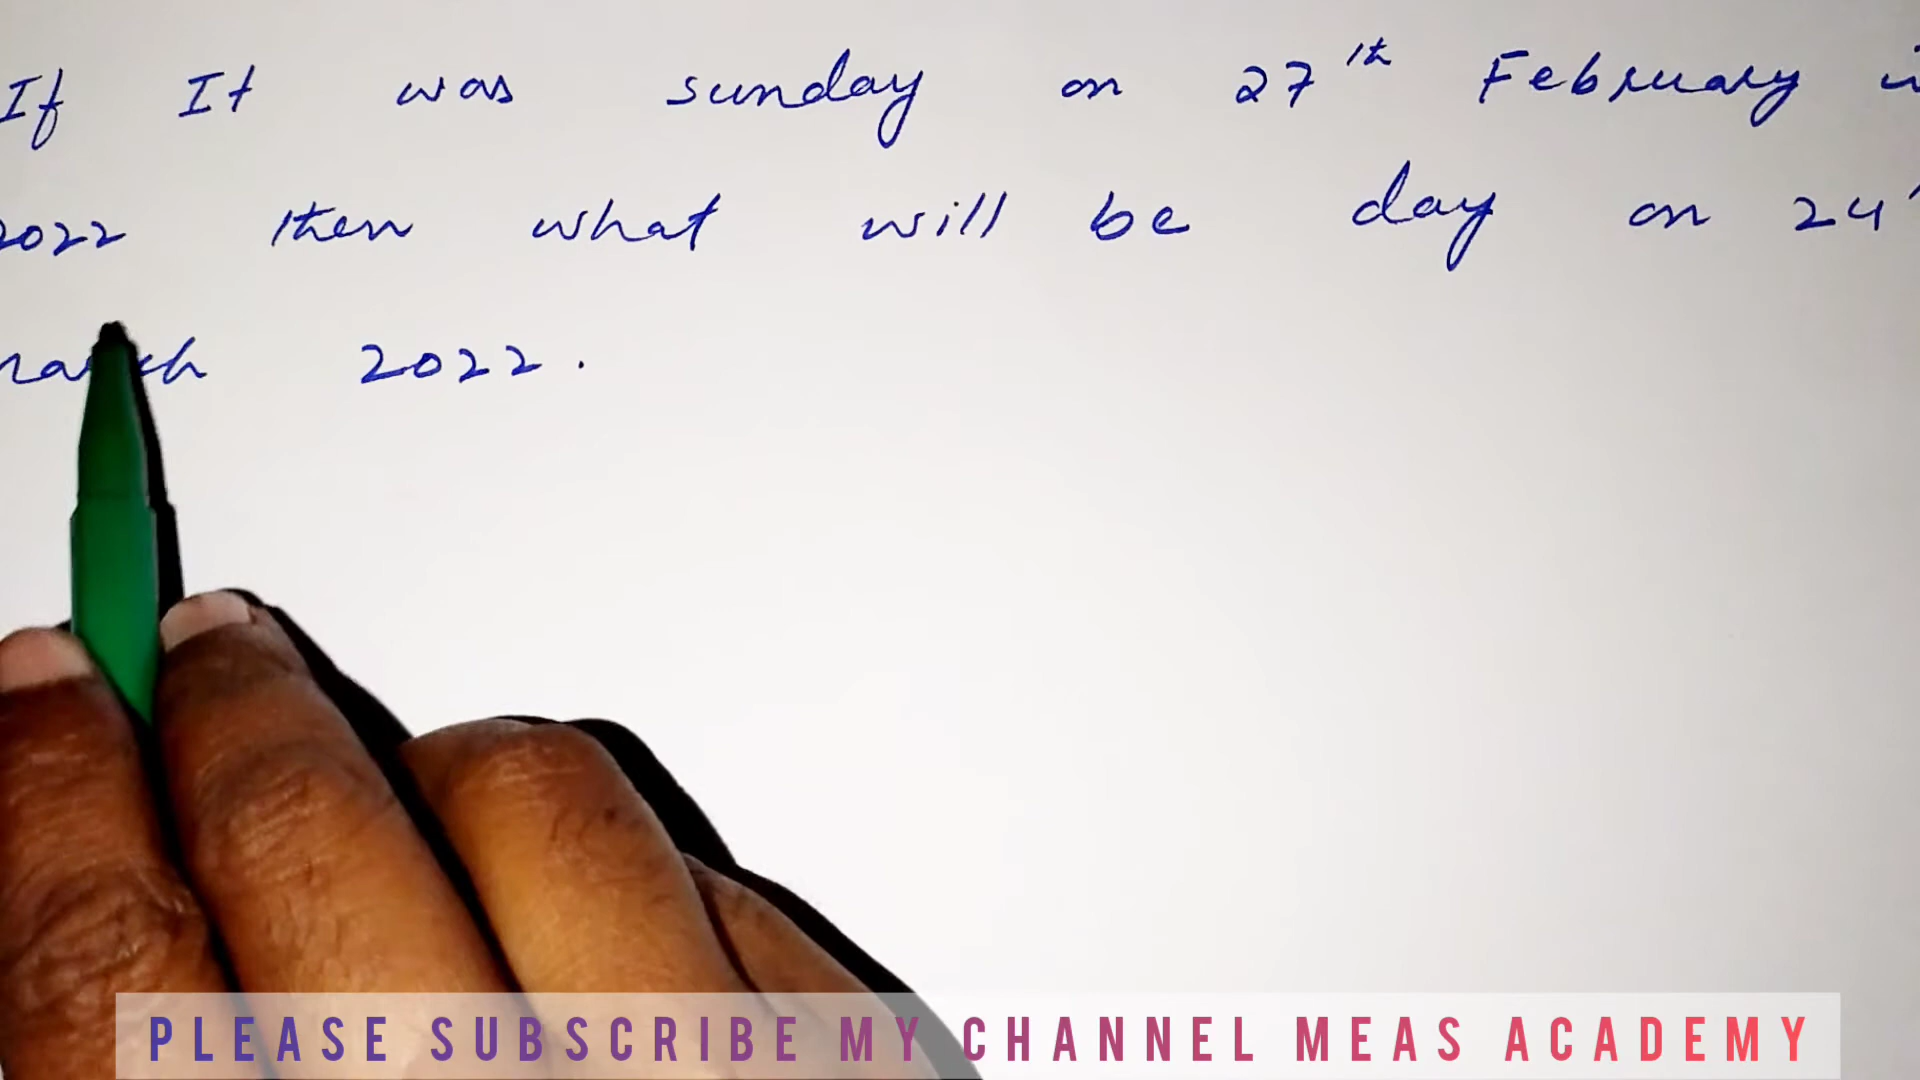 If It was sunday on 27th February
2022 then what will be day on 24
2022.
PLEASE SUBSCRIBE MY CHANNEL MEAS ACADEMY